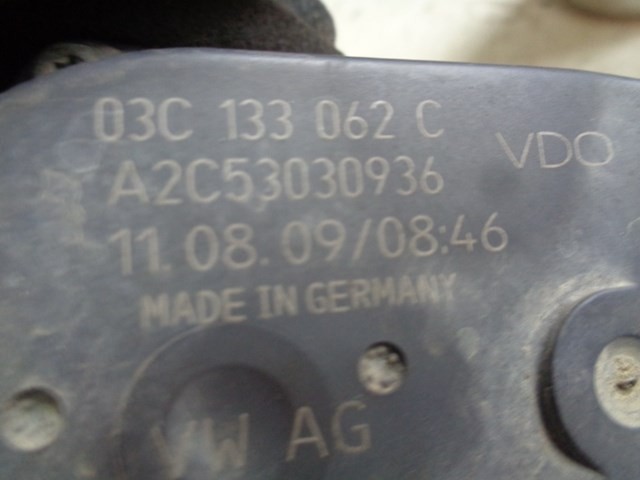 03C 133 062 C
VDO
A2C53030936
11.08.09/08:46
MADE IN GERMANY
VW AG